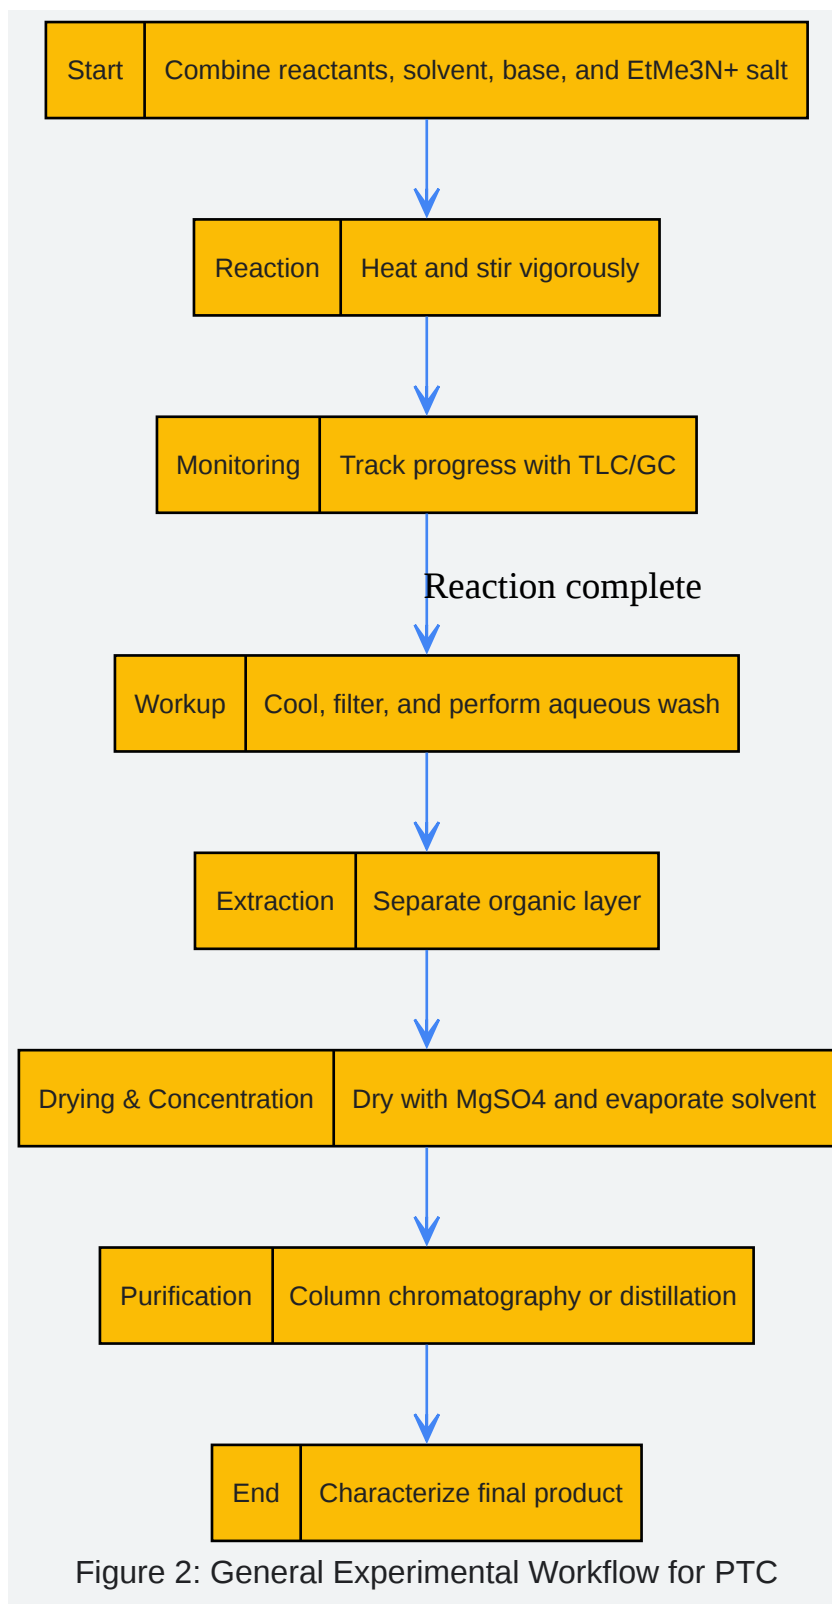 Start Combine reactants, solvent, base, and EtMe3N+ salt
Reaction Heat and stir vigorously
Monitoring Track progress with TLC/GC
Reaction complete
Workup Cool, filter, and perform aqueous wash
Extraction Separate organic layer
Drying & Concentration Dry with MgSO4 and evaporate solvent
Purification Column chromatography or distillation
End Characterize final product
Figure 2: General Experimental Workflow for PTC